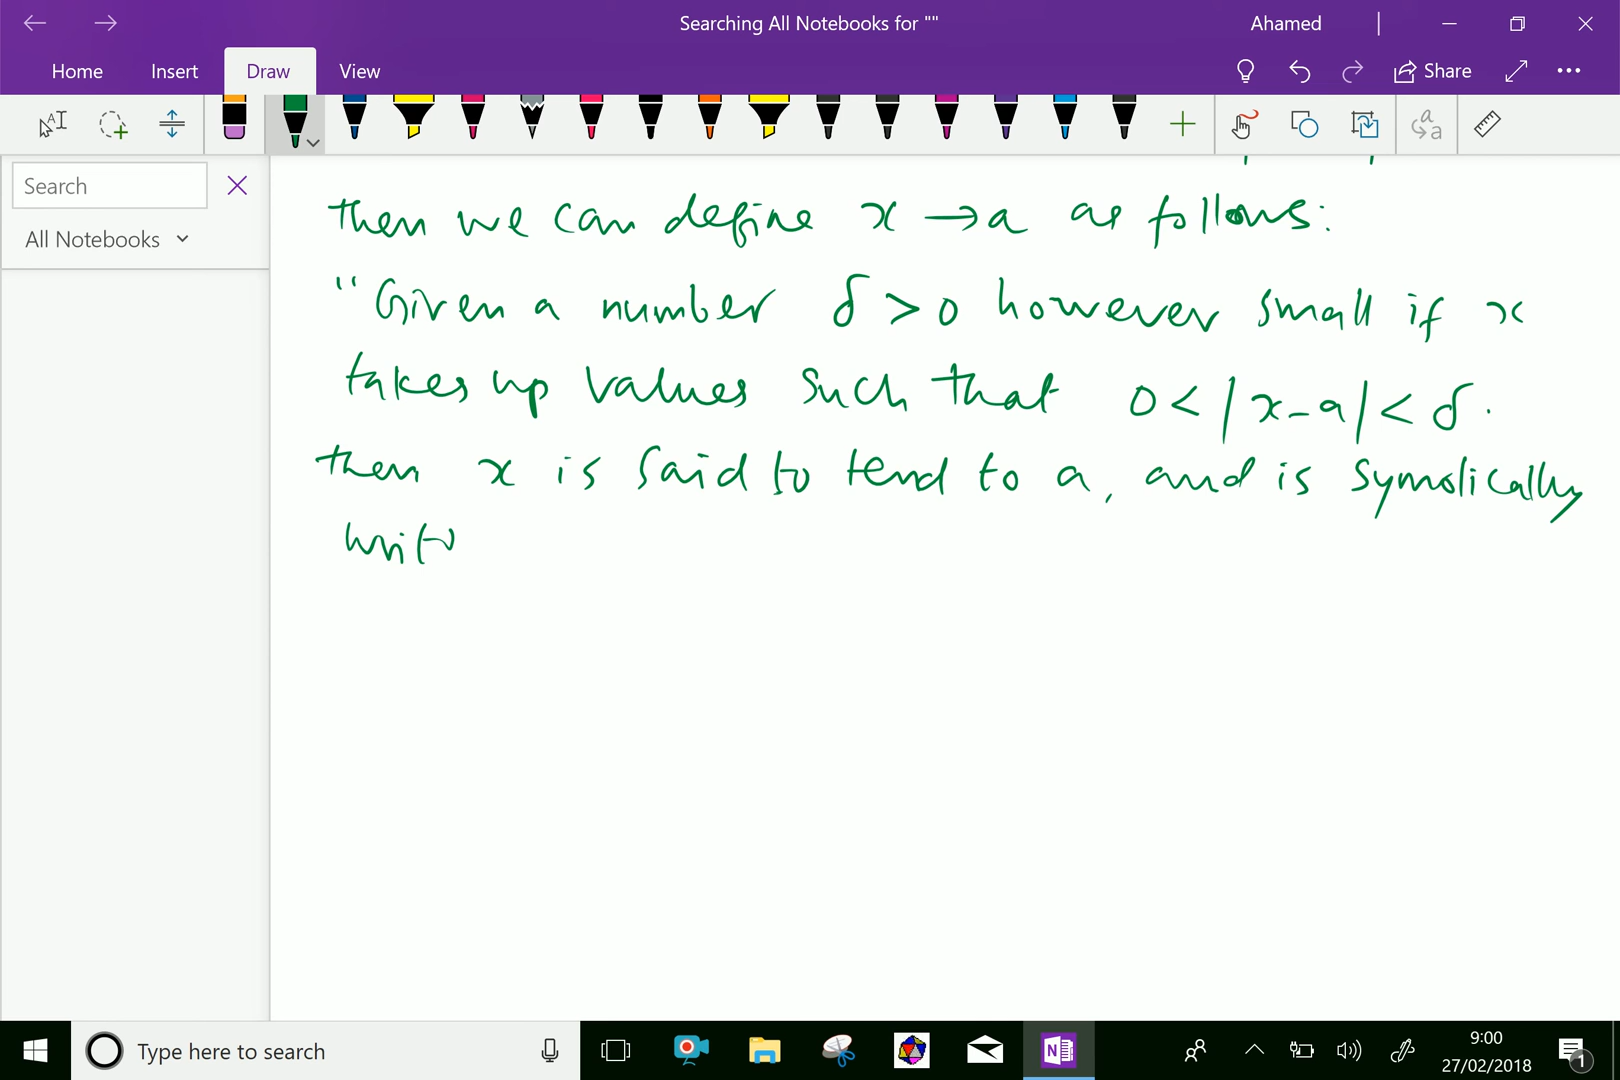 Searching All Notebooks for ""
Ahamed
Home Insert Draw View
Share
Search
All Notebooks
then we can define x → a as follows:
"Given a number δ > 0 however small if x
takes up values such that 0 < |x - a| < δ.
then x is said to tend to a, and is symolically
Type here to search
9:00
27/02/2018
1